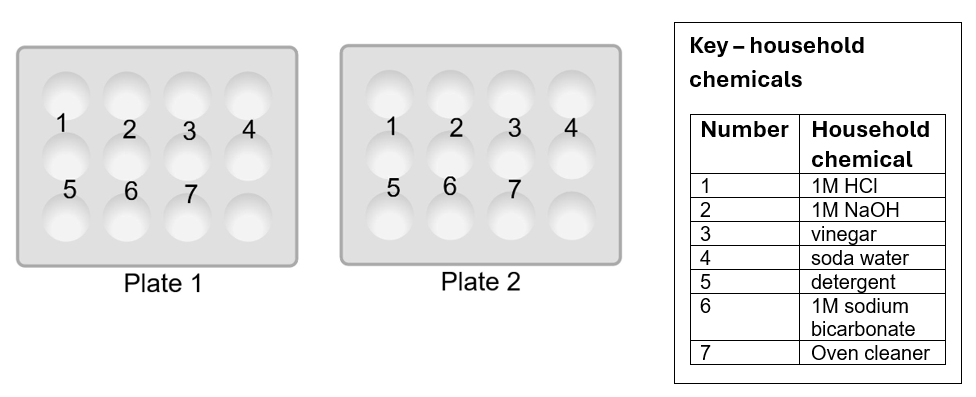 1 2 3 4
5 6 7
Plate 1
1 2 3 4
5 6 7
Plate 2
Key – household
chemicals
Number Household
chemical
1 1M HCl
2 1M NaOH
3 vinegar
4 soda water
5 detergent
6 1M sodium
bicarbonate
7 Oven cleaner